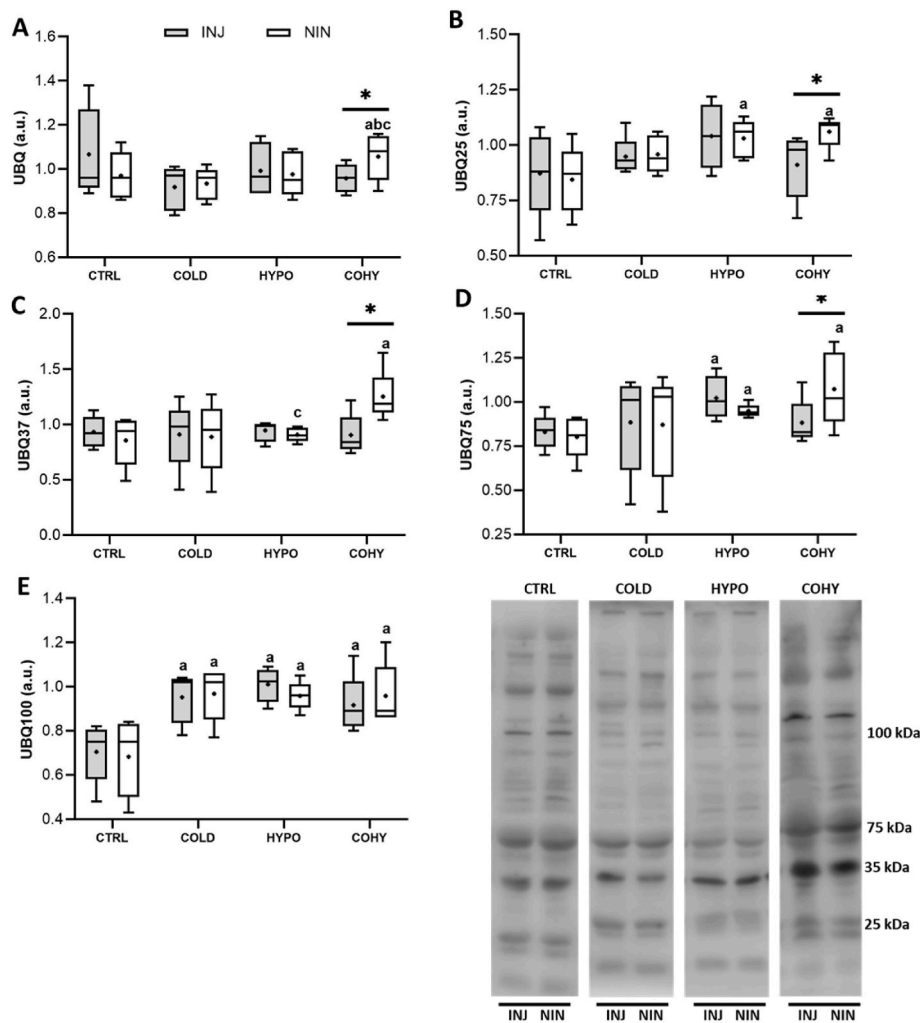 A
INJ NIN
UBQ (a.u.)
1.6
1.4
1.2
1.0
0.8
0.6
*
abc
CTRL COLD HYPO COHY
B
UBQ25 (a.u.)
1.50
1.25
1.00
0.75
0.50
*
a a
CTRL COLD HYPO COHY
C
UBQ37 (a.u.)
2.0
1.5
1.0
0.5
0.0
*
a
c
CTRL COLD HYPO COHY
D
UBQ75 (a.u.)
1.50
1.25
1.00
0.75
0.50
0.25
*
a
a a
CTRL COLD HYPO COHY
E
UBQ100 (a.u.)
1.4
1.2
1.0
0.8
0.6
0.4
a a a a a a
CTRL COLD HYPO COHY
CTRL COLD HYPO COHY
100 kDa
75 kDa
35 kDa
25 kDa
INJ NIN INJ NIN INJ NIN INJ NIN